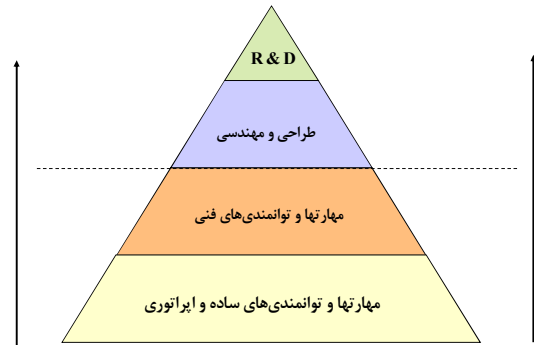 R & D
طراحی و مهندسی
مهارتها و توانمندی‌های فنی
مهارتها و توانمندی‌های ساده و اپراتوری